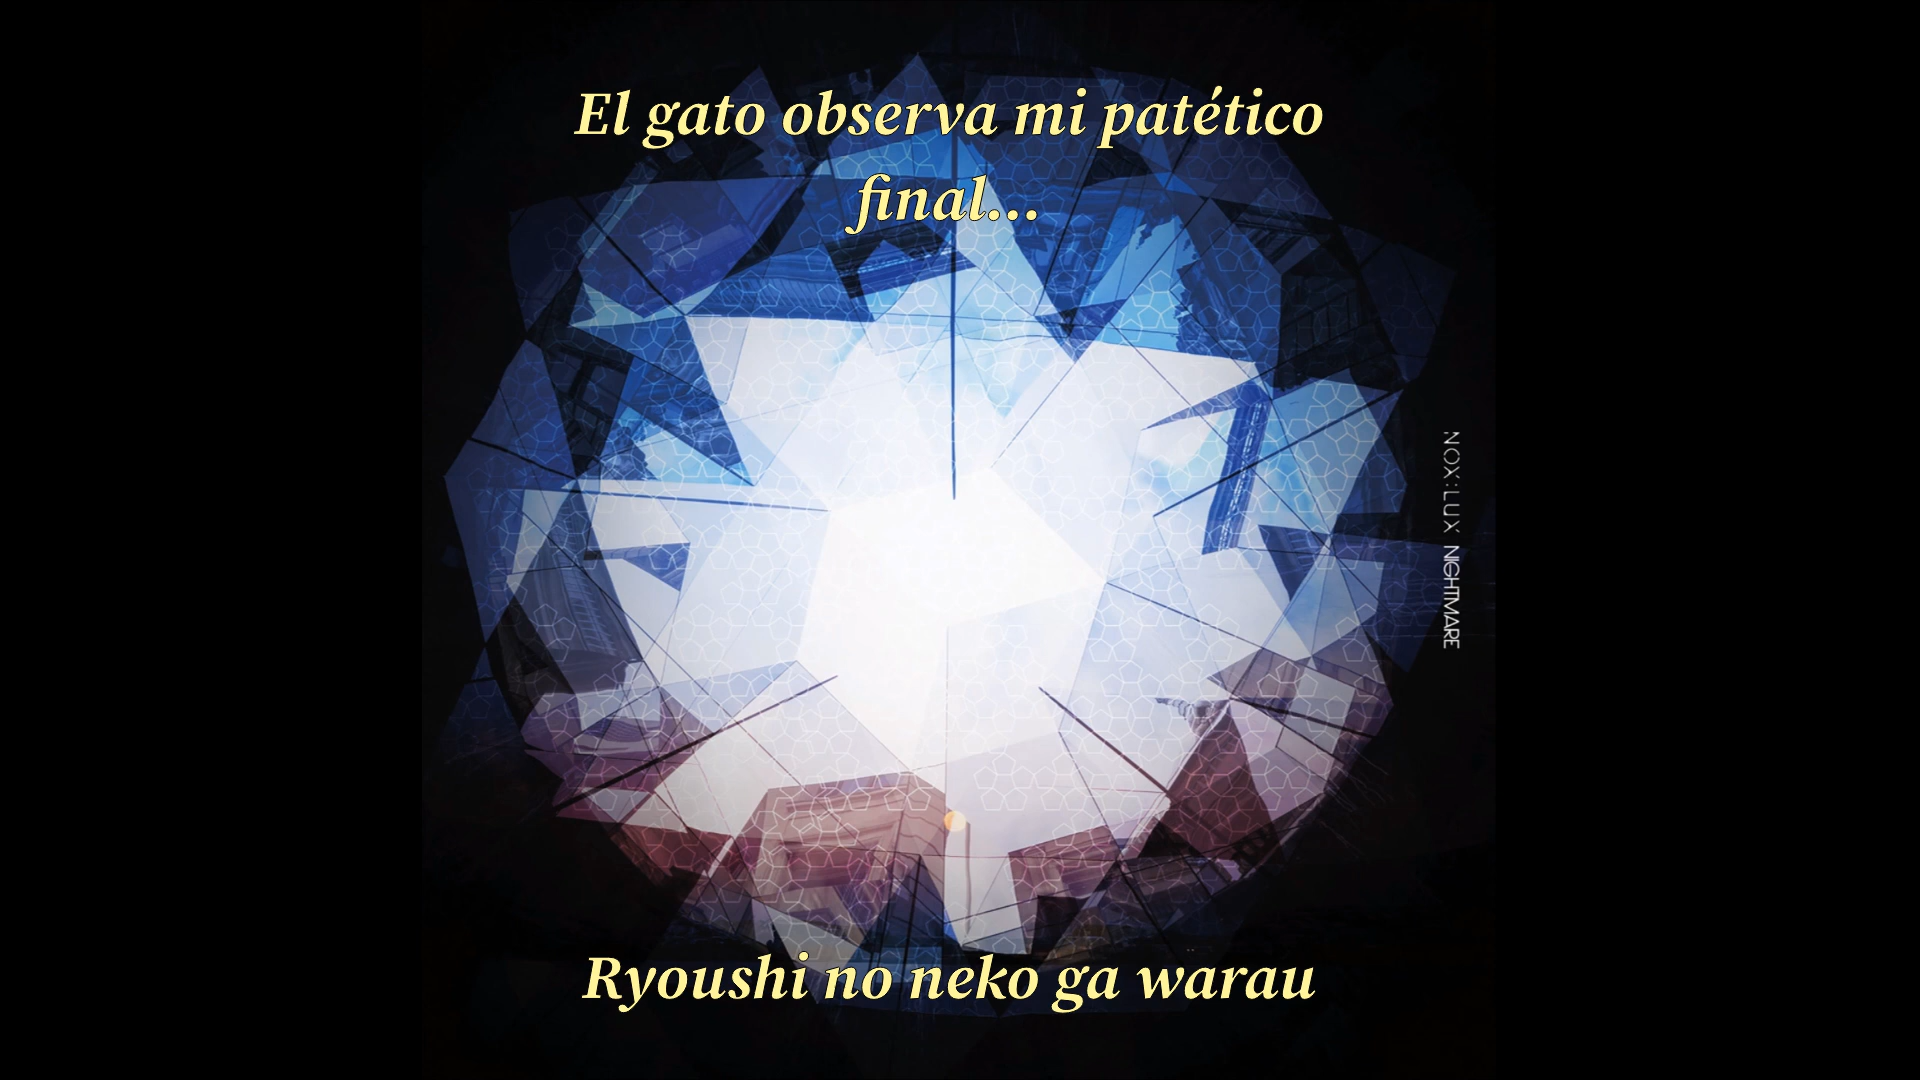 El gato observa mi patético
final...
NOX:LUX NIGHTMARE
Ryoushi no neko ga warau